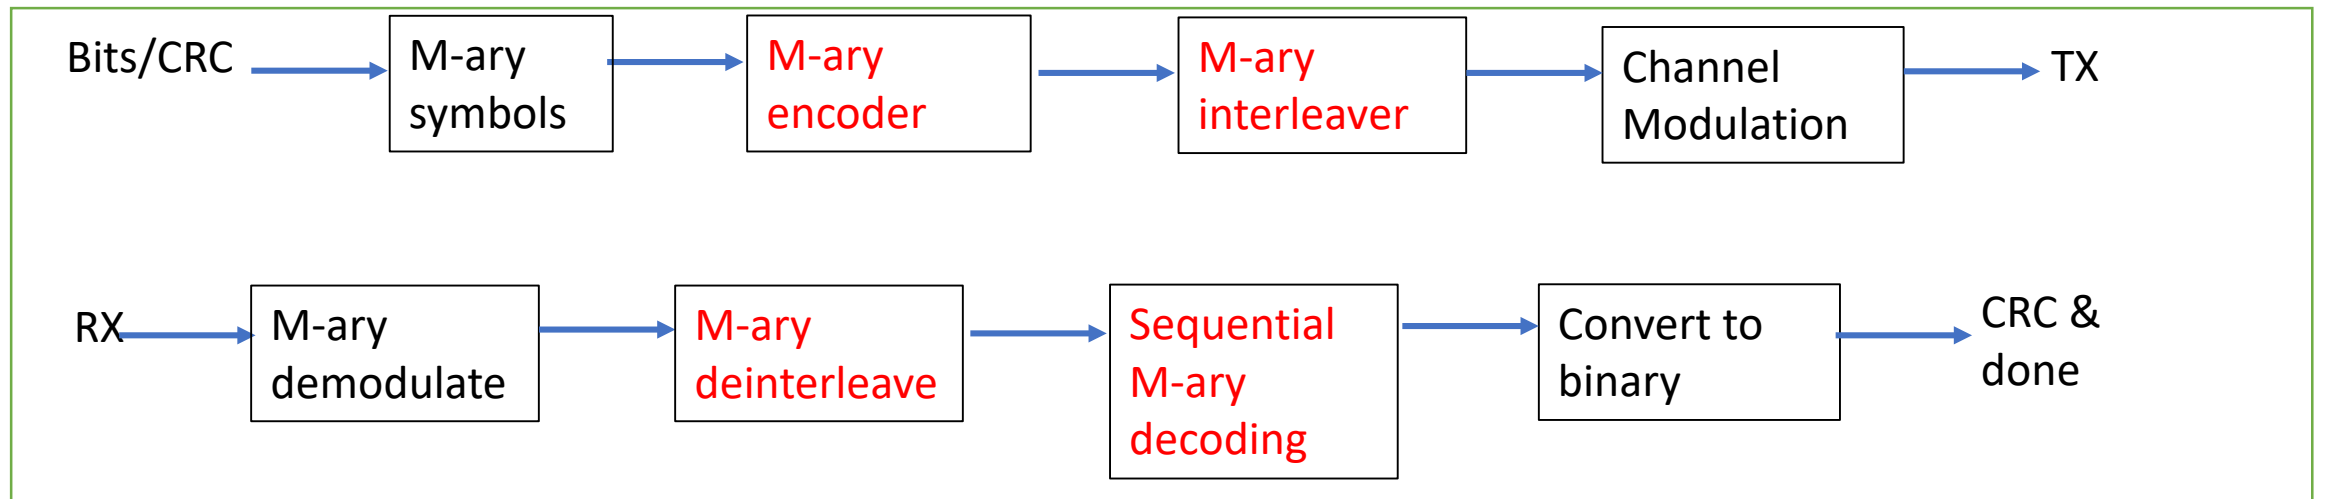 Bits/CRC
M-ary
symbols
M-ary
encoder
M-ary
interleaver
Channel
Modulation
TX
RX
M-ary
demodulate
M-ary
deinterleave
Sequential
M-ary
decoding
Convert to
binary
CRC &
done